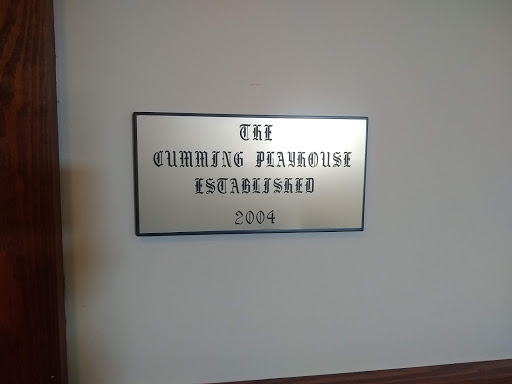 THE
CUMMING PLAYHOUSE
ESTABLISHED
2004